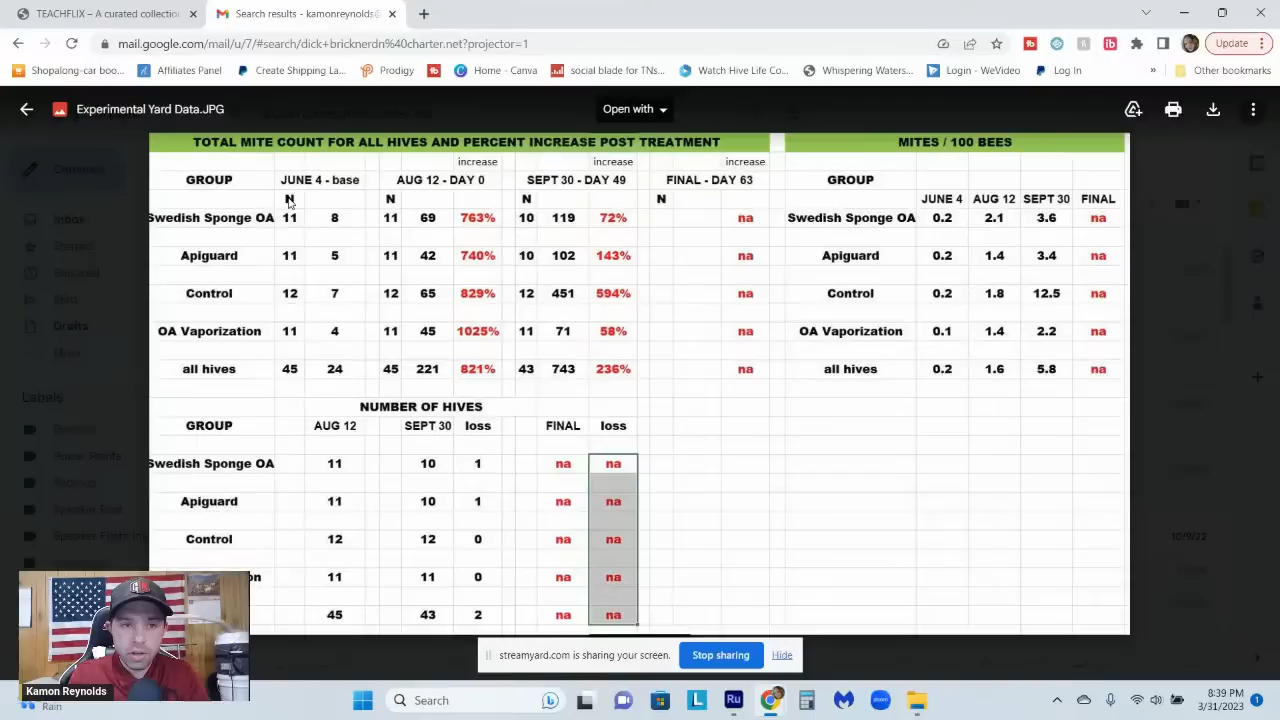 TEACHFLIX – A curated collection
Search results - kamonreynolds@
mail.google.com/mail/u/7/#search/dick.bricknerdn%40chartier.net?projector=1
Update
Shopalong-car boo...
Affiliates Panel
Create Shipping La...
Prodigy
Home - Canva
social blade for TNs...
Watch Hive Life Co...
Whispering Waters...
Login - WeVideo
Log In
Other bookmarks
Experimental Yard Data.JPG
Open with
TOTAL MITE COUNT FOR ALL HIVES AND PERCENT INCREASE POST TREATMENT MITES / 100 BEES
increase increase increase
GROUP JUNE 4 - base AUG 12 - DAY 0 SEPT 30 - DAY 49 FINAL - DAY 63 GROUP
N N N N JUNE 4 AUG 12 SEPT 30 FINAL
Swedish Sponge OA 11 8 11 69 763% 10 119 72% na Swedish Sponge OA 0.2 2.1 3.6 na
Apiguard 11 5 11 42 740% 10 102 143% na Apiguard 0.2 1.4 3.4 na
Control 12 7 12 65 829% 12 451 594% na Control 0.2 1.8 12.5 na
OA Vaporization 11 4 11 45 1025% 11 71 58% na OA Vaporization 0.1 1.4 2.2 na
all hives 45 24 45 221 821% 43 743 236% na all hives 0.2 1.6 5.8 na
NUMBER OF HIVES
GROUP AUG 12 SEPT 30 loss FINAL loss
Swedish Sponge OA 11 10 1 na na
Apiguard 11 10 1 na na
Control 12 12 0 na na
on 11 11 0 na na
45 43 2 na na
Inbox
Drafts
Labels
10/9/22
streamyard.com is sharing your screen.
Stop sharing
Hide
Kamon Reynolds
Rain
Search
8:39 PM
3/31/2023